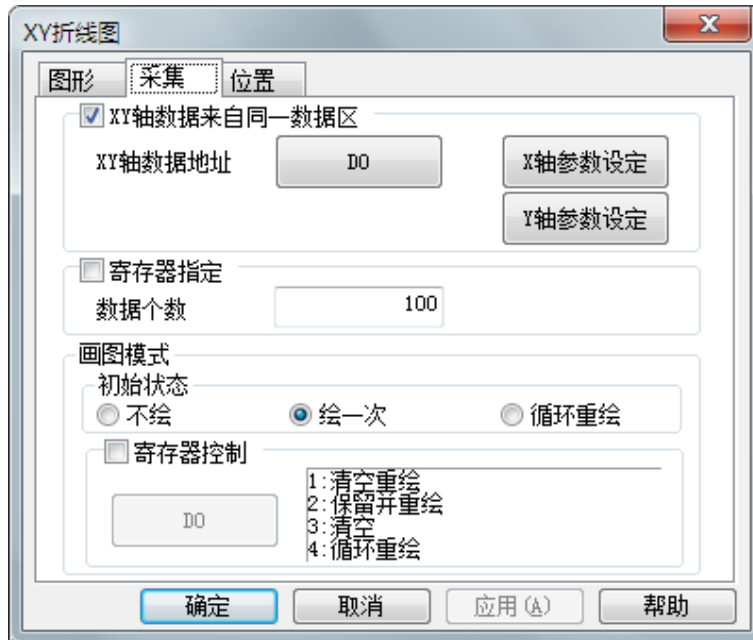 XY折线图
图形 采集 位置
XY轴数据来自同一数据区
XY轴数据地址 D0 X轴参数设定
Y轴参数设定
寄存器指定
数据个数 100
画图模式
初始状态
不绘 绘一次 循环重绘
寄存器控制
D0
1:清空重绘
2:保留并重绘
3:清空
4:循环重绘
确定 取消 应用(A) 帮助